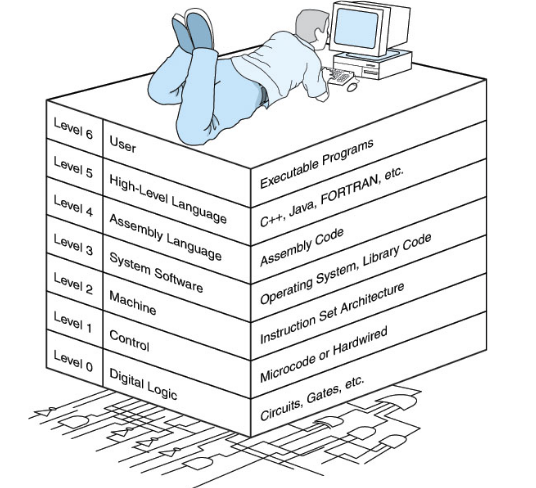 Level 6 User Executable Programs
Level 5 High-Level Language C++, Java, FORTRAN, etc.
Level 4 Assembly Language Assembly Code
Level 3 System Software Operating System, Library Code
Level 2 Machine Instruction Set Architecture
Level 1 Control Microcode or Hardwired
Level 0 Digital Logic Circuits, Gates, etc.